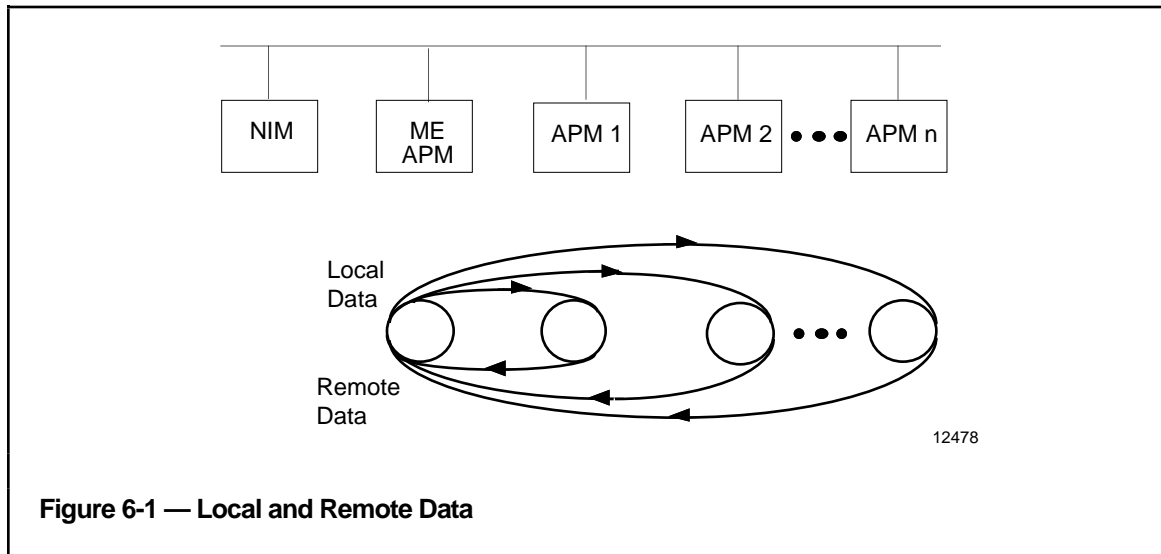 NIM
ME
APM
APM 1
APM 2
APM n
Local
Data
Remote
Data
12478
Figure 6-1 — Local and Remote Data